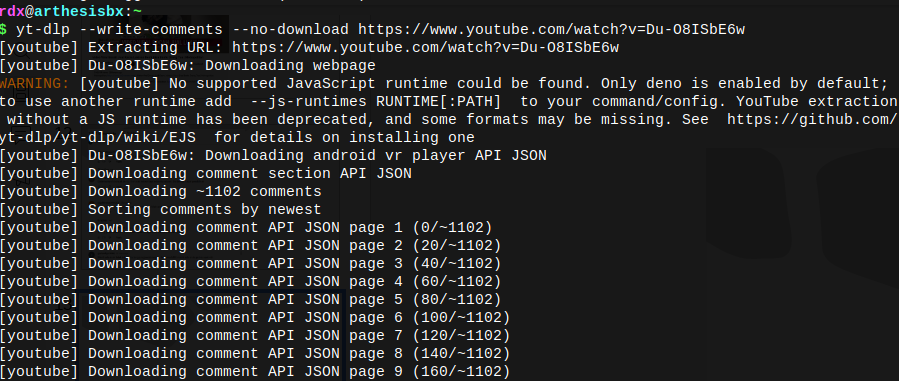 rdx@arthesisbx:~
$ yt-dlp --write-comments --no-download https://www.youtube.com/watch?v=Du-O8ISbE6w
[youtube] Extracting URL: https://www.youtube.com/watch?v=Du-O8ISbE6w
[youtube] Du-O8ISbE6w: Downloading webpage
WARNING: [youtube] No supported JavaScript runtime could be found. Only deno is enabled by default;
to use another runtime add  --js-runtimes RUNTIME[:PATH]  to your command/config. YouTube extraction
 without a JS runtime has been deprecated, and some formats may be missing. See  https://github.com/
yt-dlp/yt-dlp/wiki/EJS  for details on installing one
[youtube] Du-O8ISbE6w: Downloading android vr player API JSON
[youtube] Downloading comment section API JSON
[youtube] Downloading ~1102 comments
[youtube] Sorting comments by newest
[youtube] Downloading comment API JSON page 1 (0/~1102)
[youtube] Downloading comment API JSON page 2 (20/~1102)
[youtube] Downloading comment API JSON page 3 (40/~1102)
[youtube] Downloading comment API JSON page 4 (60/~1102)
[youtube] Downloading comment API JSON page 5 (80/~1102)
[youtube] Downloading comment API JSON page 6 (100/~1102)
[youtube] Downloading comment API JSON page 7 (120/~1102)
[youtube] Downloading comment API JSON page 8 (140/~1102)
[youtube] Downloading comment API JSON page 9 (160/~1102)